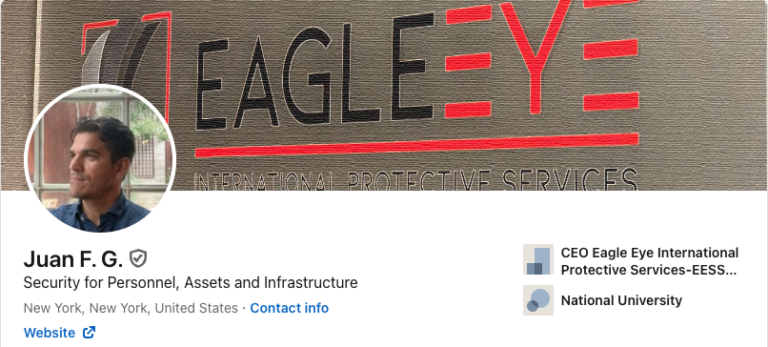 EAGLEEYE
INTERNATIONAL PROTECTIVE SERVICES
Juan F. G.
Security for Personnel, Assets and Infrastructure
New York, New York, United States · Contact info
Website
CEO Eagle Eye International
Protective Services-EESS...
National University